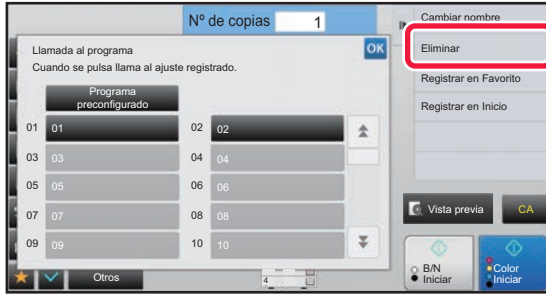 Nº de copias 1
Cambiar nombre
Llamada al programa
OK
Eliminar
Cuando se pulsa llama al ajuste registrado.
Registrar en Favorito
Programa
preconfigurado
Registrar en Inicio
01 01 02 02
03 03 04 04
05 05 06 06
07 07 08 08
Vista previa
CA
09 09 10 10
B/N
Iniciar
Color
Iniciar
Otros
4